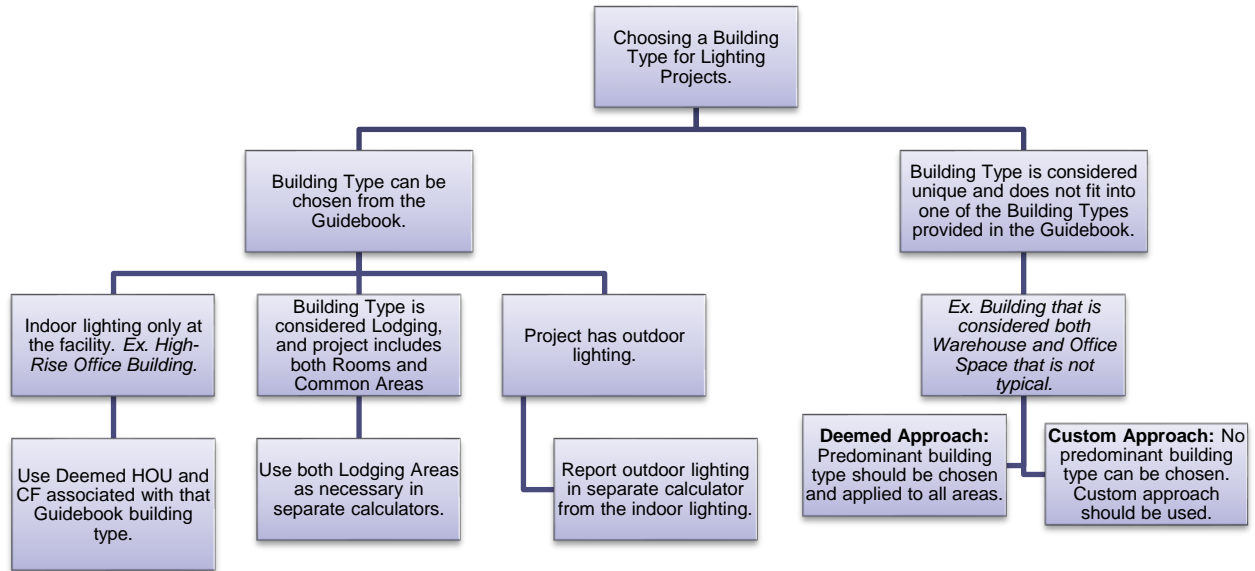 Choosing a Building
Type for Lighting
Projects.
Building Type can be
chosen from the
Guidebook.
Building Type is considered
unique and does not fit into
one of the Building Types
provided in the Guidebook.
Indoor lighting only at
the facility. Ex. High-
Rise Office Building.
Building Type is
considered Lodging,
and project includes
both Rooms and
Common Areas
Project has outdoor
lighting.
Ex. Building that is
considered both
Warehouse and Office
Space that is not
typical.
Use Deemed HOU and
CF associated with that
Guidebook building
type.
Use both Lodging Areas
as necessary in
separate calculators.
Report outdoor lighting
in separate calculator
from the indoor lighting.
Deemed Approach:
Predominant building
type should be chosen
and applied to all areas.
Custom Approach: No
predominant building
type can be chosen.
Custom approach
should be used.